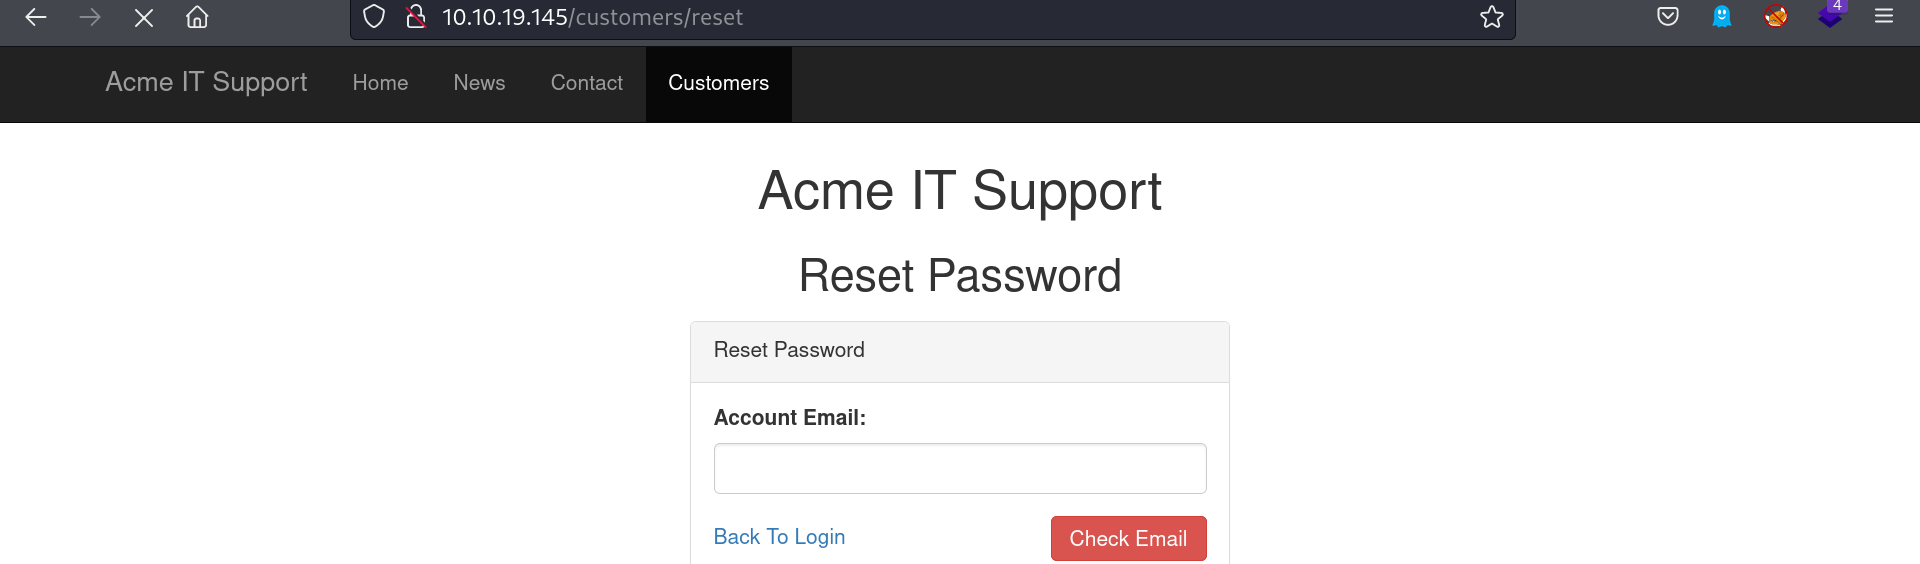 10.10.19.145/customers/reset
4
Acme IT Support Home News Contact Customers
Acme IT Support
Reset Password
Reset Password
Account Email:
Back To Login Check Email